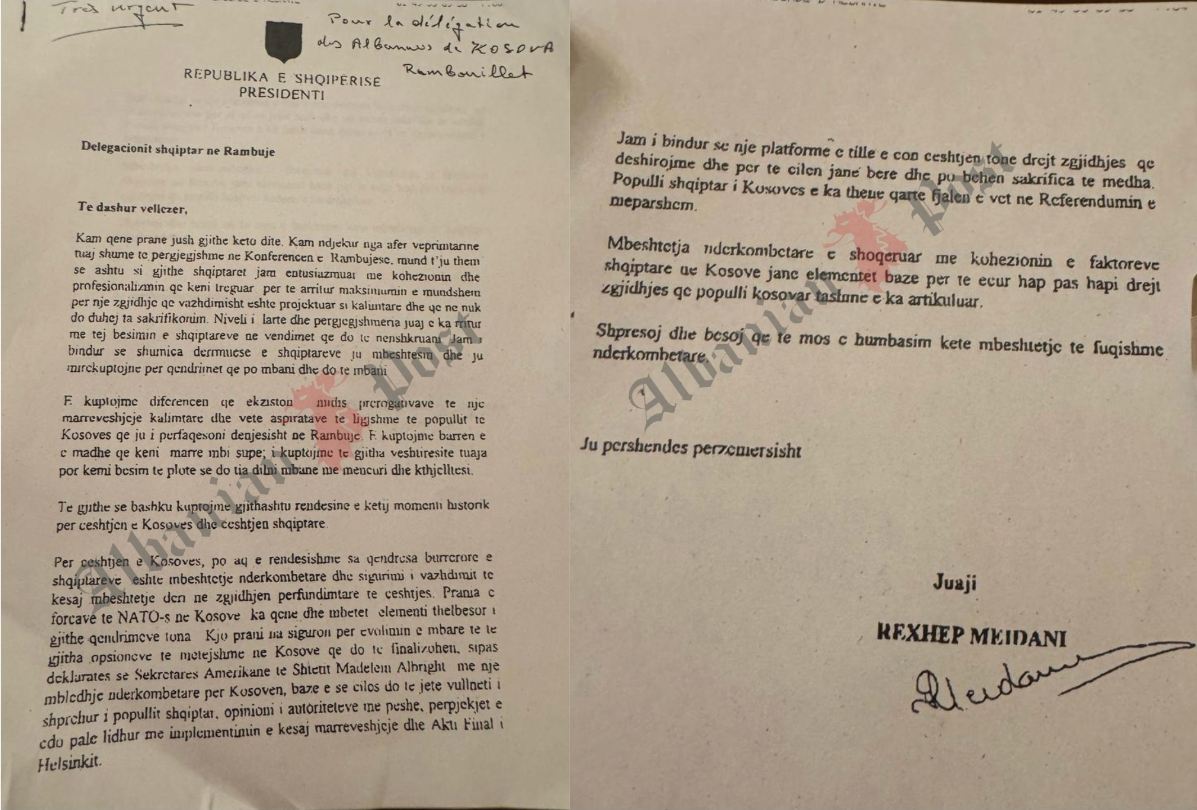 Très urgent
Pour la délégation
des Albanais de KOSOVA
Rambouillet
REPUBLIKA E SHQIPERISE
PRESIDENTI
Delegacionit shqiptar ne Rambuje
Te dashur vellezer,
Kam qene prane jush gjithe keto dite. Kam ndjekur nga afer veprimtarine
tuaj shume te pergjegjshme ne Konferencen e Rambujese, mund t'ju them
se ashtu si gjithe shqiptaret jam entusiazmuar me kohezionin dhe
profesionalizmin qe keni treguar per te arritur maksimumin e mundshem
per nje zgjidhje qe vazhdimisht eshte projektuar si kalimtare dhe qe ne nuk
do duhej ta sakrifikonim. Niveli i larte dhe pergjegjshmeria juaj e ka rritur
me tej besimin e shqiptareve ne vendimet qe do te nenshkruani. Jam i
bindur se shumica dermuese e shqiptareve ju mbeshtesin dhe ju
mirekuptojne per qendrimet qe po mbani dhe do te mbani
E kuptojme diferencen qe ekziston midis prerogativave te nje
marreveshjeje kalimtare dhe vete aspiratave te ligjshme te popullit te
Kosoves qe ju i perfaqesoni denjesisht ne Rambuje. E kuptojme barren e
e madhe qe keni marre mbi supe; i kuptojme te gjitha veshtiresite tuaja
por kemi besim te plote se do tia dilni mbane me mencuri dhe kthjelltesi.
Te gjithe se bashku kuptojme gjithashtu rendesine e ketij momenti historik
per ceshtjen e Kosoves dhe ceshtjen shqiptare.
Per ceshtjen e Kosoves, po aq e rendesishme sa qendresa burrerore e
shqiptareve eshte mbeshtetje nderkombetare dhe sigurimi i vazhdimit te
kesaj mbeshtetje deri ne zgjidhjen perfundimtare te ceshtjes. Prania e
forcave te NATO-s ne Kosove ka qene dhe mbetet elementi thelbesor i
gjithe qendrimeve tona Kjo prani na siguron per evolimin e mbare te te
gjitha opsioneve te metejshme ne Kosove qe do te finalizohen, sipas
deklarates se Sekretares Amerikane te Shtetit Madelein Albright me nje
mbledhje nderkombetare per Kosoven, baze e se ciles do te jete vullneti i
shprehur i popullit shqiptar, opinioni i autoriteteve me peshe, perpjekjet e
cdo pale lidhur me implementimin e kesaj marreveshjeje dhe Akti Final i
Helsinkit.
Jam i bindur se nje platforme e tille e con ceshtjen tone drejt zgjidhjes qe
deshirojme dhe per te cilen jane bere dhe po behen sakrifica te medha.
Populli shqiptar i Kosoves e ka thene qarte fjalen e vet ne Referendumin e
meparshem.
Mbeshtetja nderkombetare e shoqeruar me kohezionin e faktoreve
shqiptare ne Kosove jane elementet baze per te ecur hap pas hapi drejt
zgjidhjes qe populli kosovar tashme e ka artikuluar.
Shpresoj dhe besoj qe te mos e humbasim kete mbeshtetje te fuqishme
nderkombetare.
Ju pershendes perzemersisht
Juaji
REXHEP MEIDANI
RMeidani
Albanian Post
Albanian Post